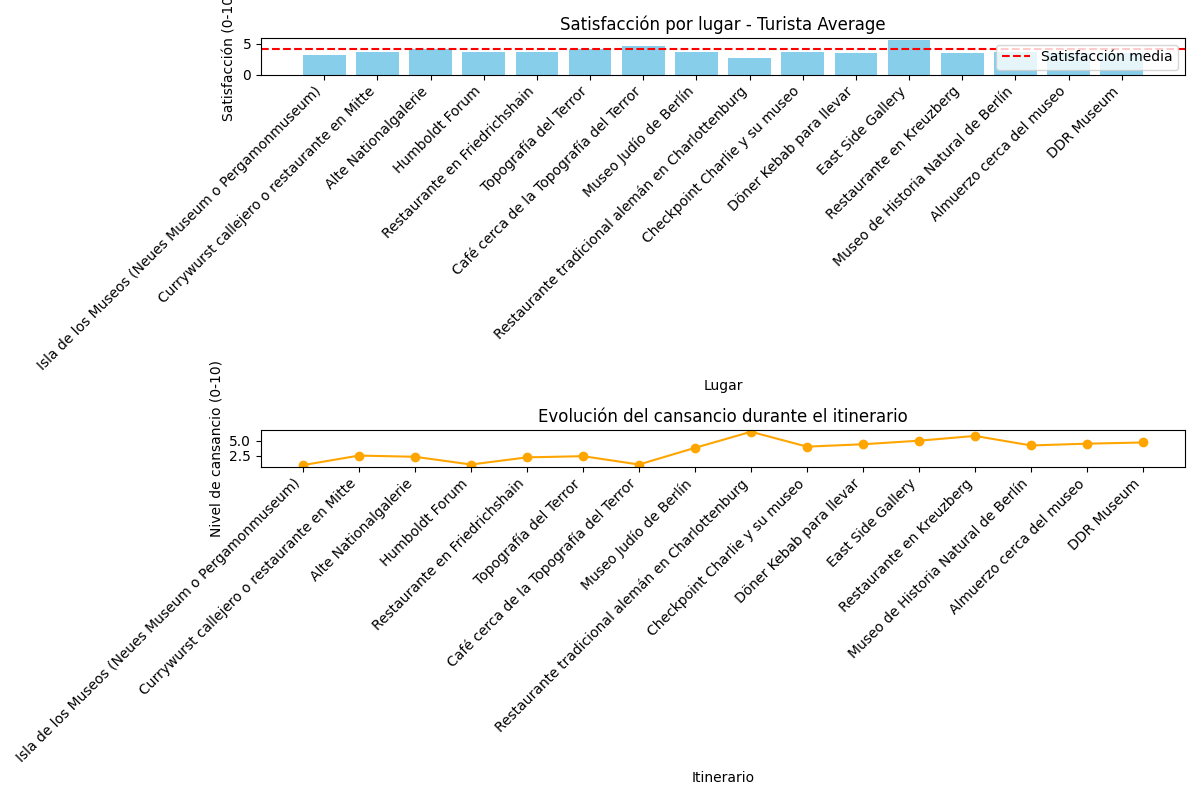 Satisfacción por lugar - Turista Average
Satisfacción (0-10
5
0
Satisfacción media
Isla de los Museos (Neues Museum o Pergamonmuseum)
Currywurst callejero o restaurante en Mitte
Alte Nationalgalerie
Humboldt Forum
Restaurante en Friedrichshain
Topografía del Terror
Café cerca de la Topografía del Terror
Museo Judío de Berlín
Restaurante tradicional alemán en Charlottenburg
Checkpoint Charlie y su museo
Döner Kebab para llevar
East Side Gallery
Restaurante en Kreuzberg
Museo de Historia Natural de Berlín
Almuerzo cerca del museo
DDR Museum
Lugar
Evolución del cansancio durante el itinerario
Nivel de cansancio (0-10)
5.0
2.5
Isla de los Museos (Neues Museum o Pergamonmuseum)
Currywurst callejero o restaurante en Mitte
Alte Nationalgalerie
Humboldt Forum
Restaurante en Friedrichshain
Topografía del Terror
Café cerca de la Topografía del Terror
Museo Judío de Berlín
Restaurante tradicional alemán en Charlottenburg
Checkpoint Charlie y su museo
Döner Kebab para llevar
East Side Gallery
Restaurante en Kreuzberg
Museo de Historia Natural de Berlín
Almuerzo cerca del museo
DDR Museum
Itinerario